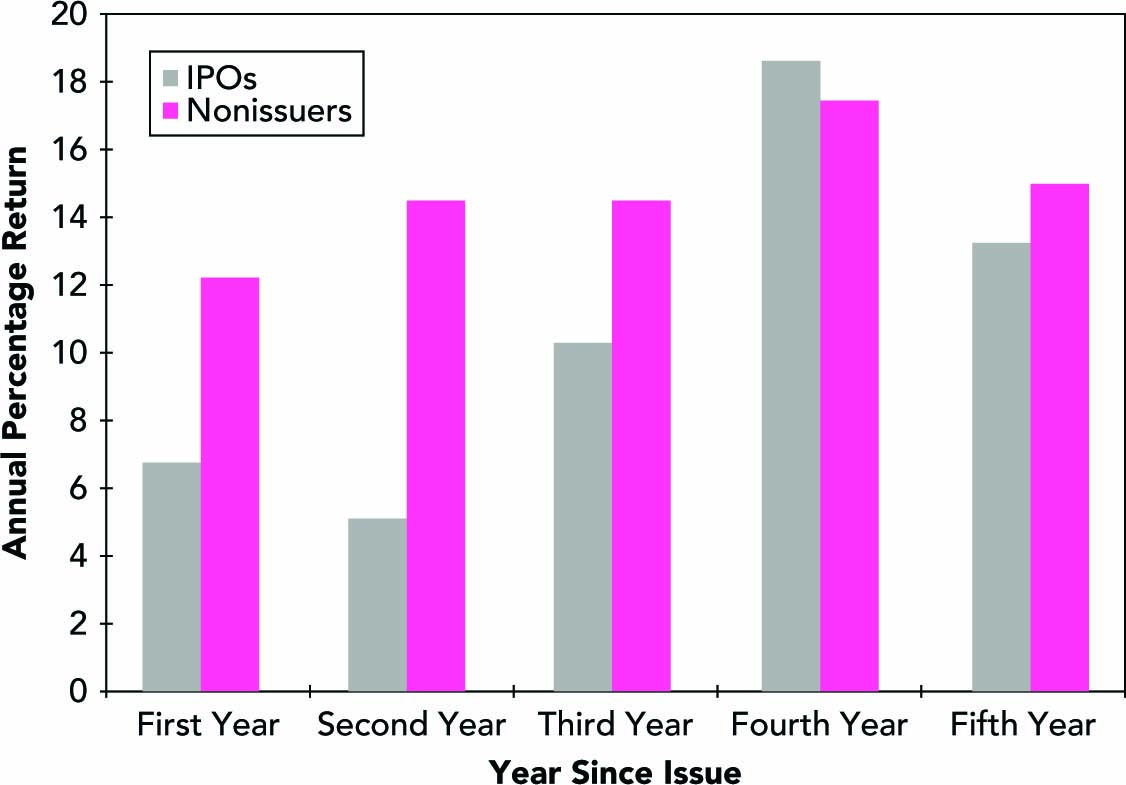 20
18
16
14
12
10
8
6
4
2
0
Annual Percentage Return
IPOs
Nonissuers
First Year
Second Year
Third Year
Fourth Year
Fifth Year
Year Since Issue